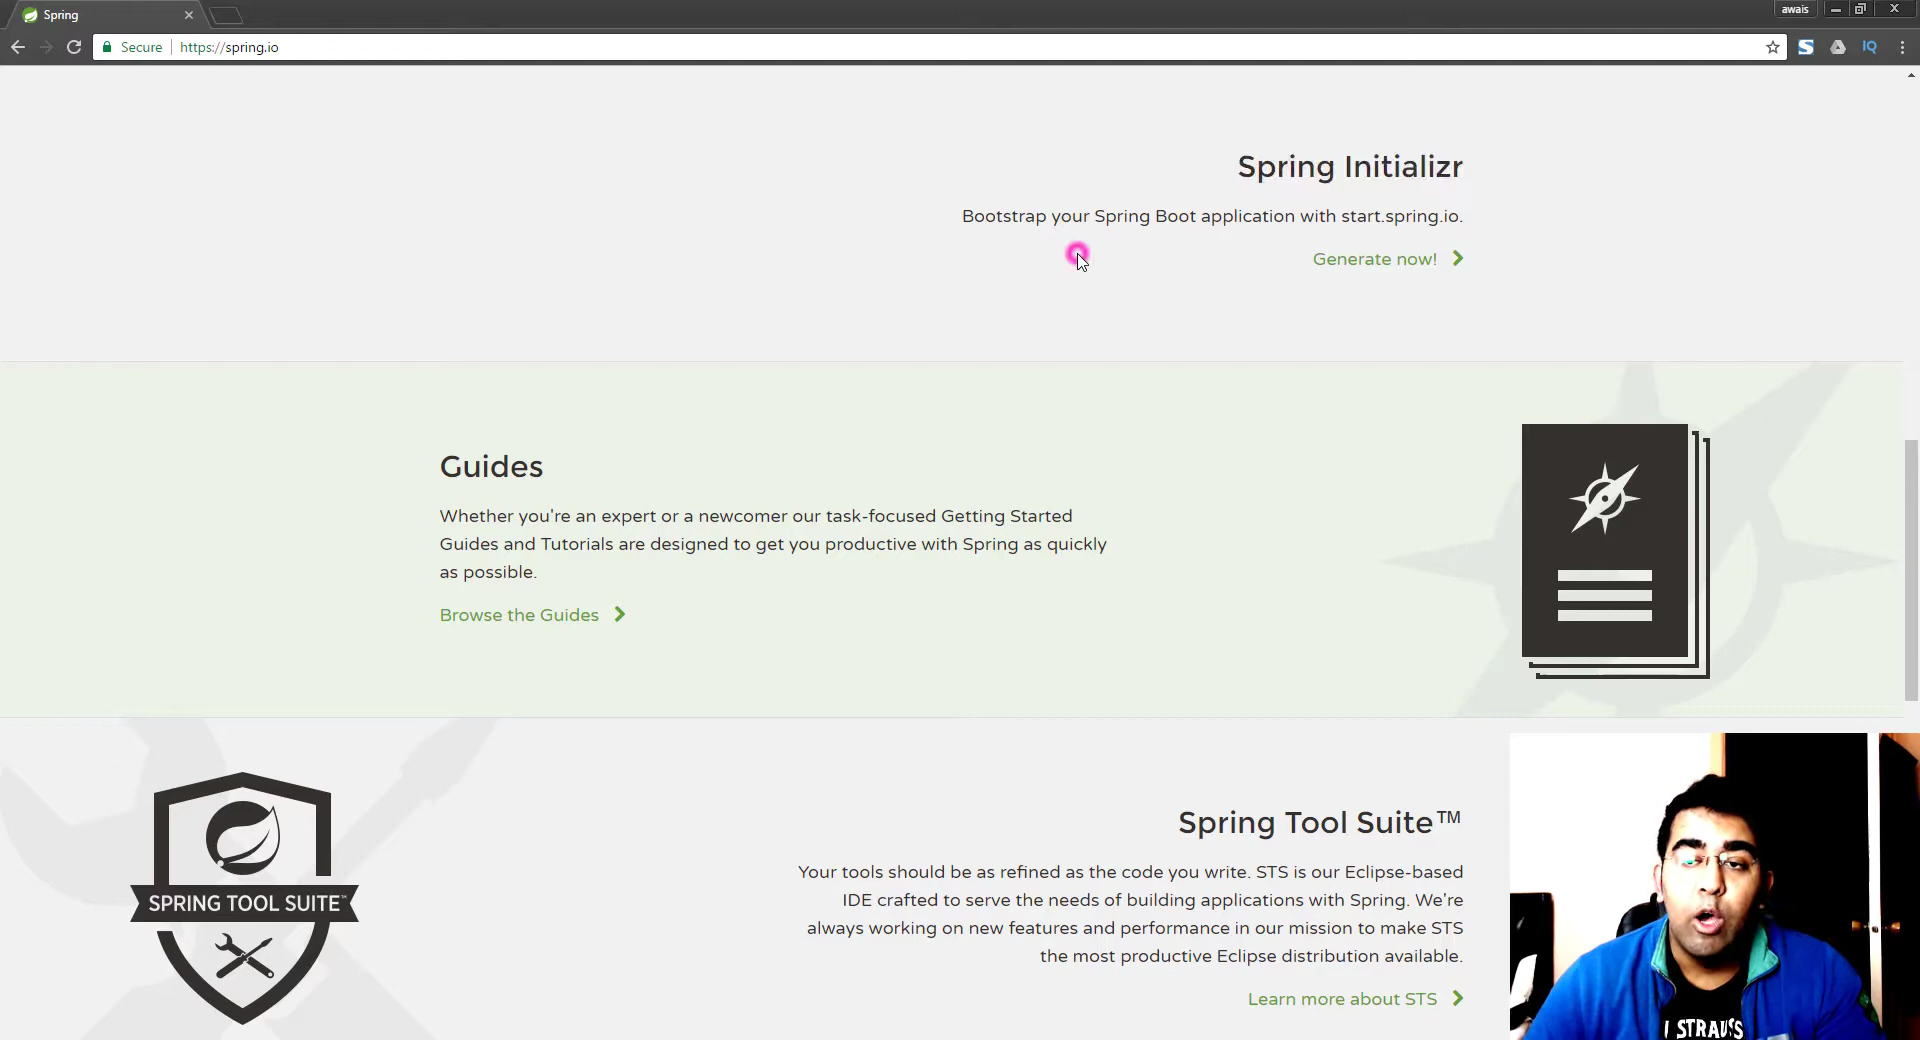 Spring
awais
Secure
https://spring.io
IQ
Spring Initializr
Bootstrap your Spring Boot application with start.spring.io.
Generate now!
Guides
Whether you're an expert or a newcomer our task-focused Getting Started
Guides and Tutorials are designed to get you productive with Spring as quickly
as possible.
Browse the Guides
SPRING TOOL SUITE™
Spring Tool Suite™
Your tools should be as refined as the code you write. STS is our Eclipse-based
IDE crafted to serve the needs of building applications with Spring. We're
always working on new features and performance in our mission to make STS
the most productive Eclipse distribution available.
Learn more about STS
I STRAUSS